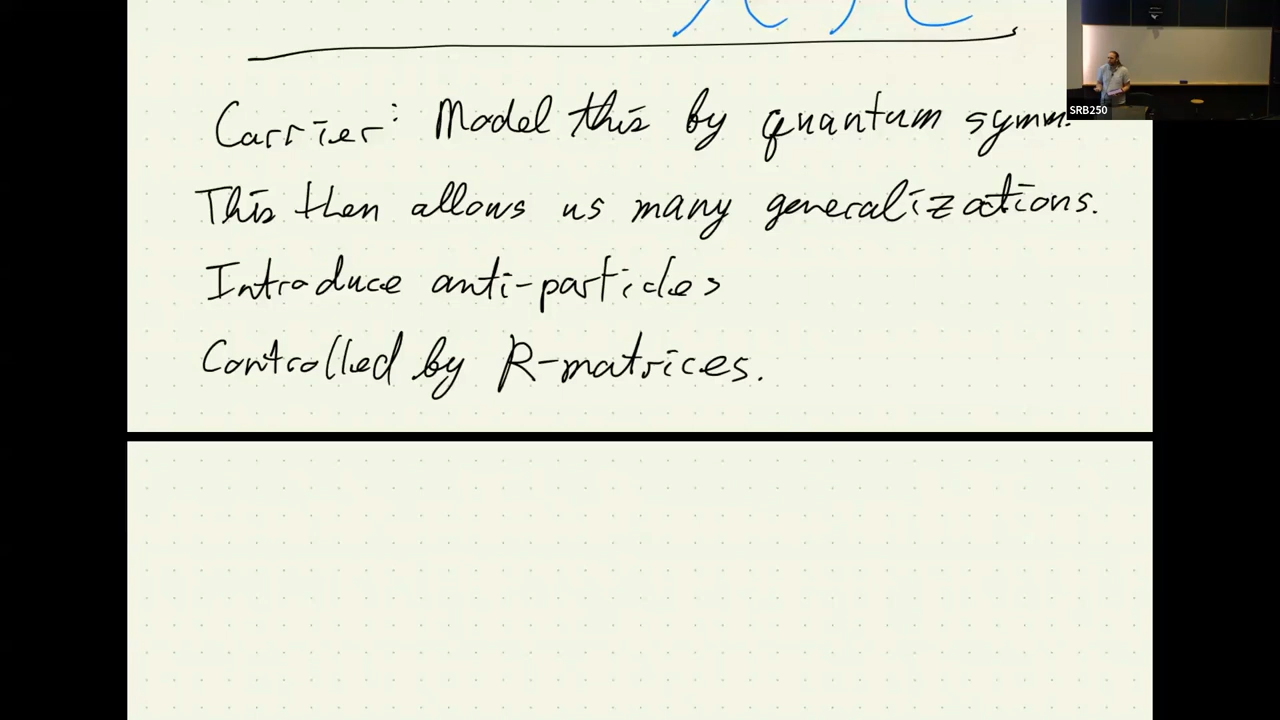 Carrier: Model this by quantum symm.
This then allows us many generalizations.
Introduce anti-particles
Controlled by R-matrices.
SRB250